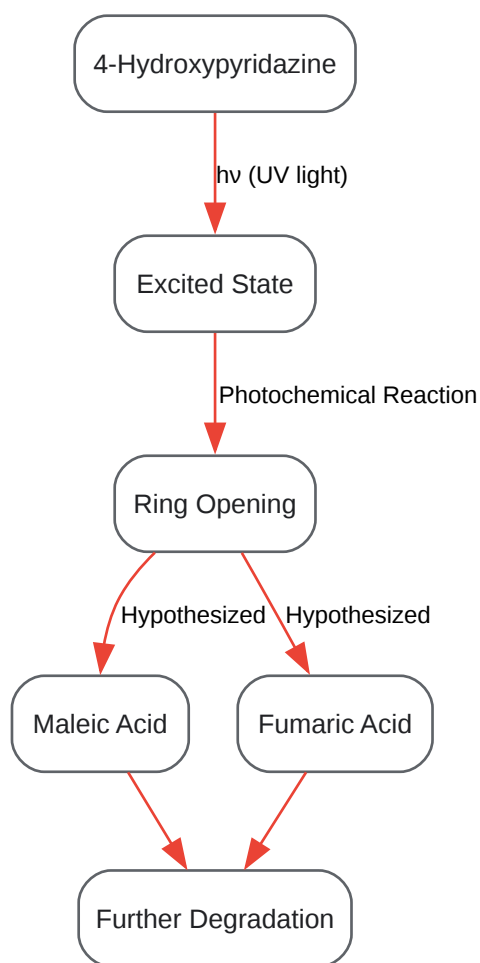 4-Hydroxypyridazine
hν (UV light)
Excited State
Photochemical Reaction
Ring Opening
Hypothesized
Hypothesized
Maleic Acid
Fumaric Acid
Further Degradation